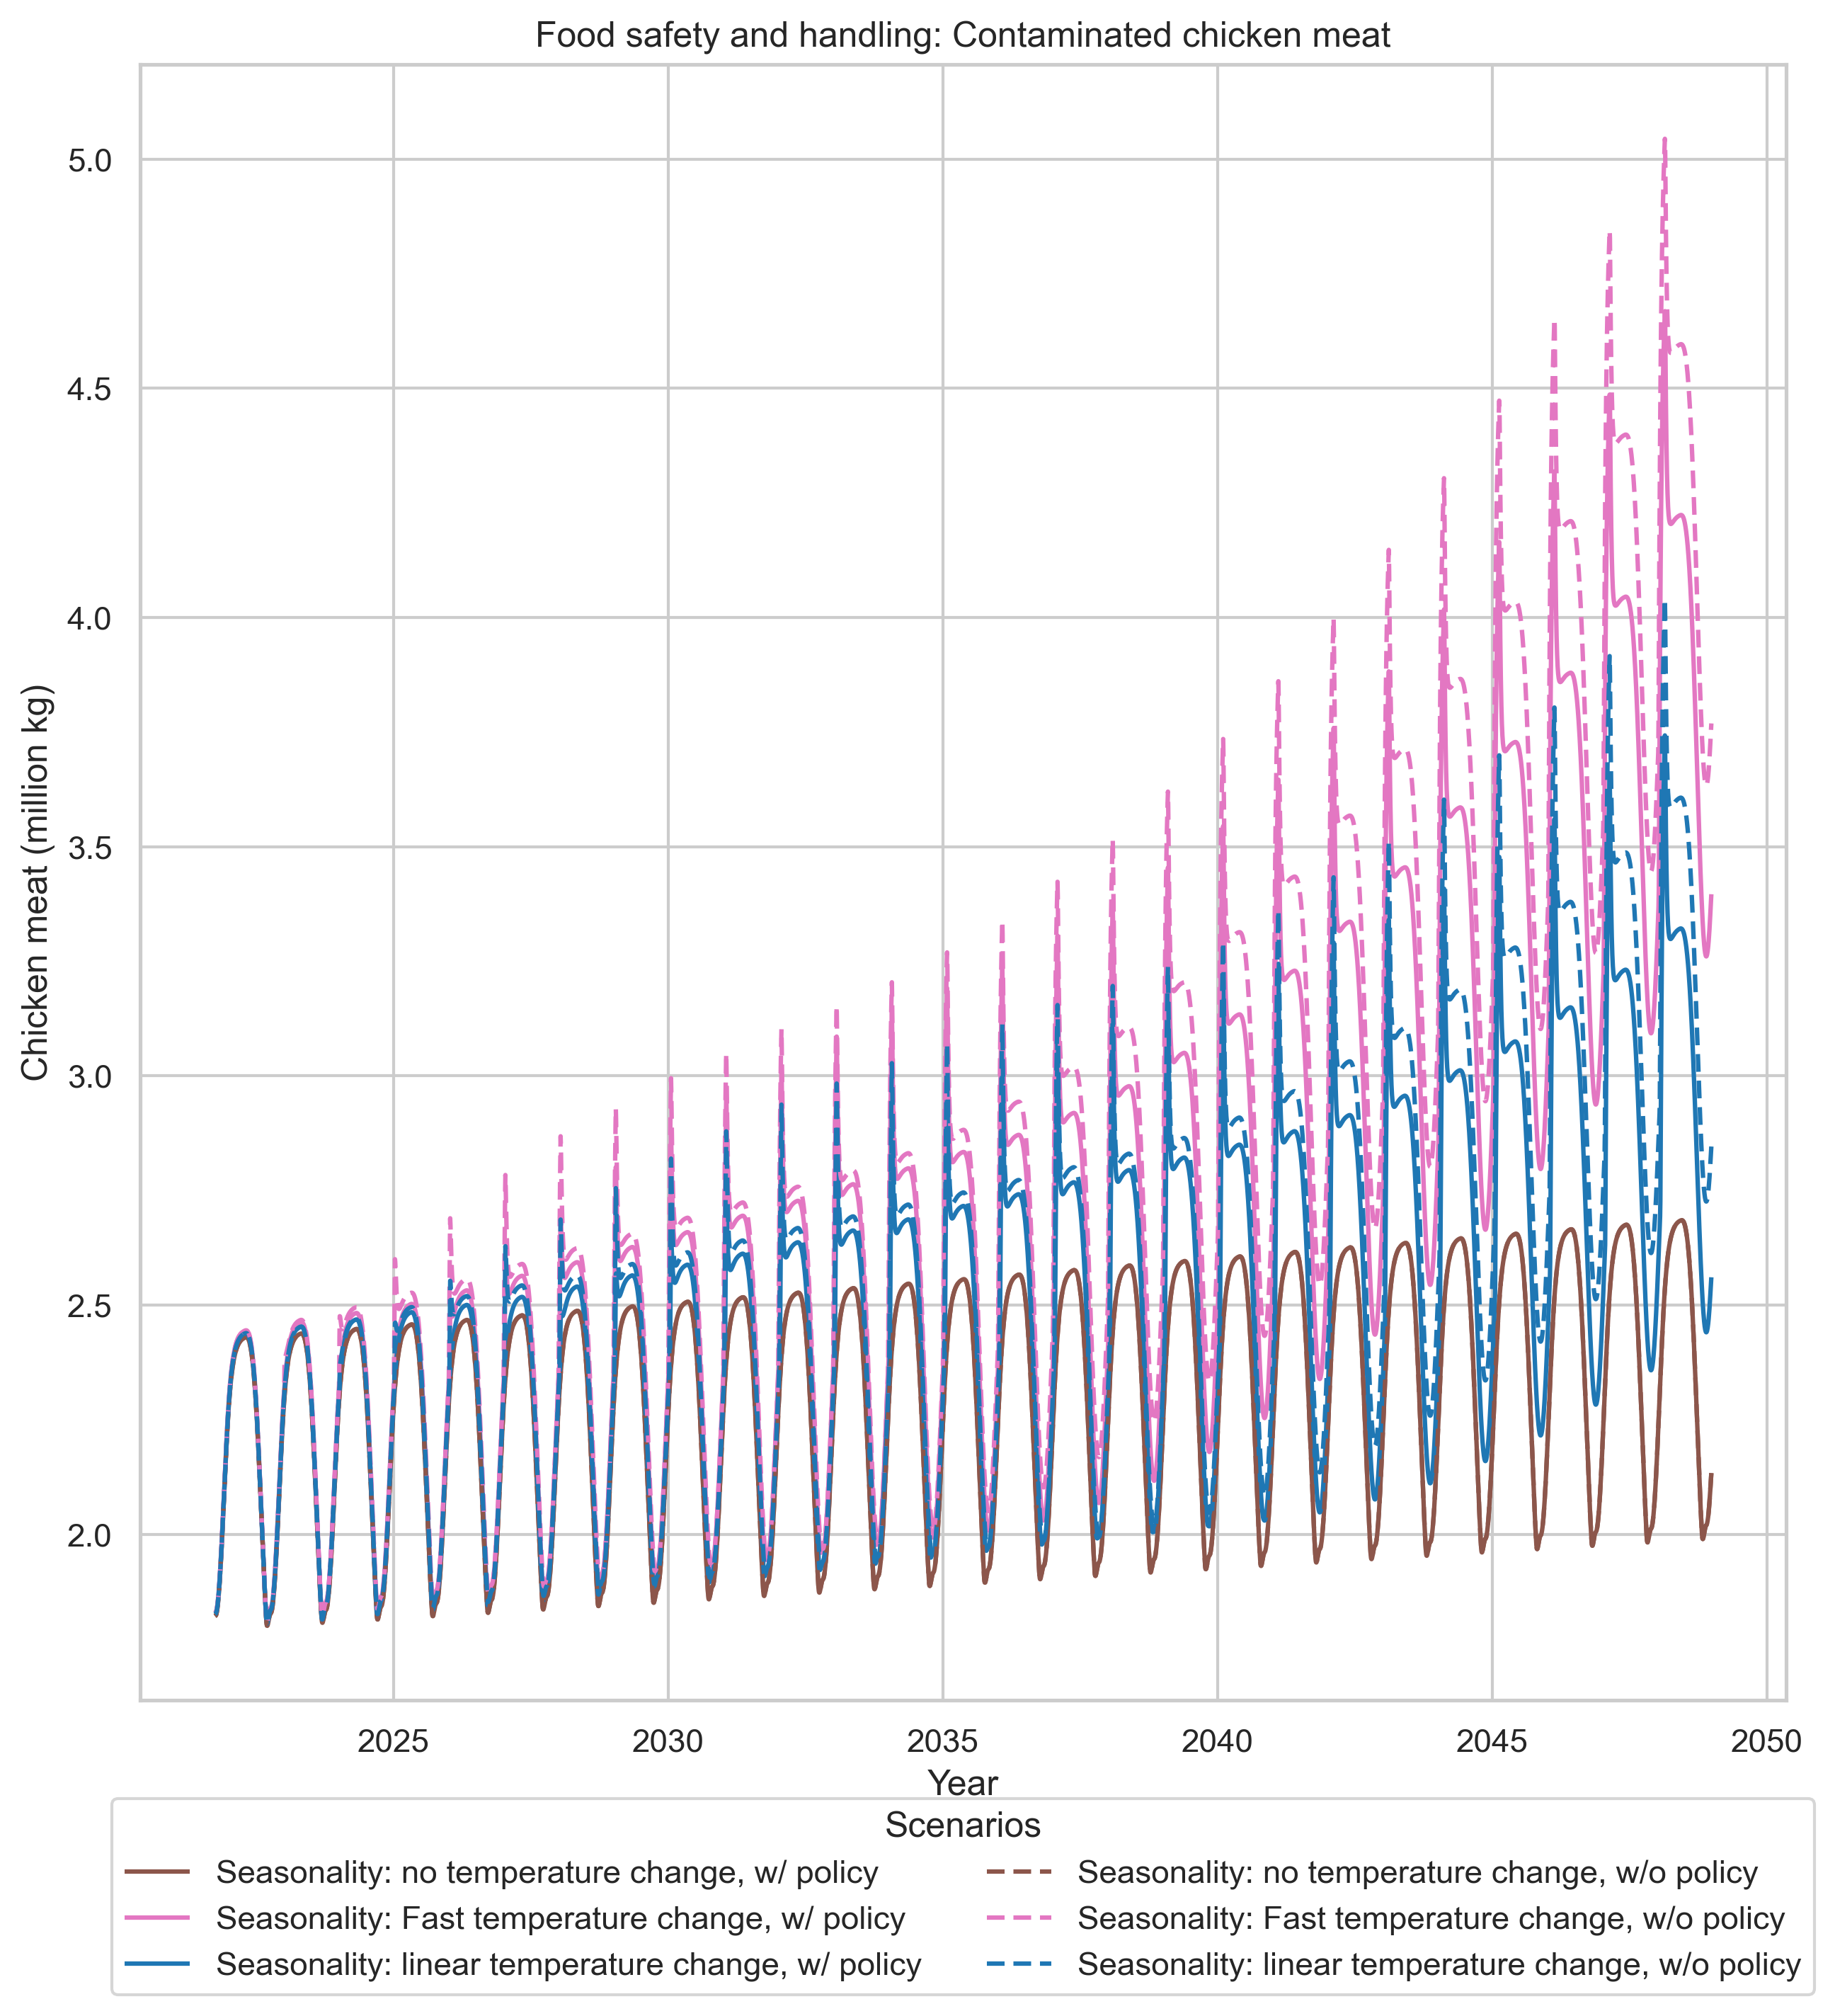 Food safety and handling: Contaminated chicken meat
5.0
4.5
4.0
3.5
3.0
2.5
2.0
Chicken meat (million kg)
2025 2030 2035 2040 2045 2050
Year
Scenarios
Seasonality: no temperature change, w/ policy
Seasonality: Fast temperature change, w/ policy
Seasonality: linear temperature change, w/ policy
Seasonality: no temperature change, w/o policy
Seasonality: Fast temperature change, w/o policy
Seasonality: linear temperature change, w/o policy